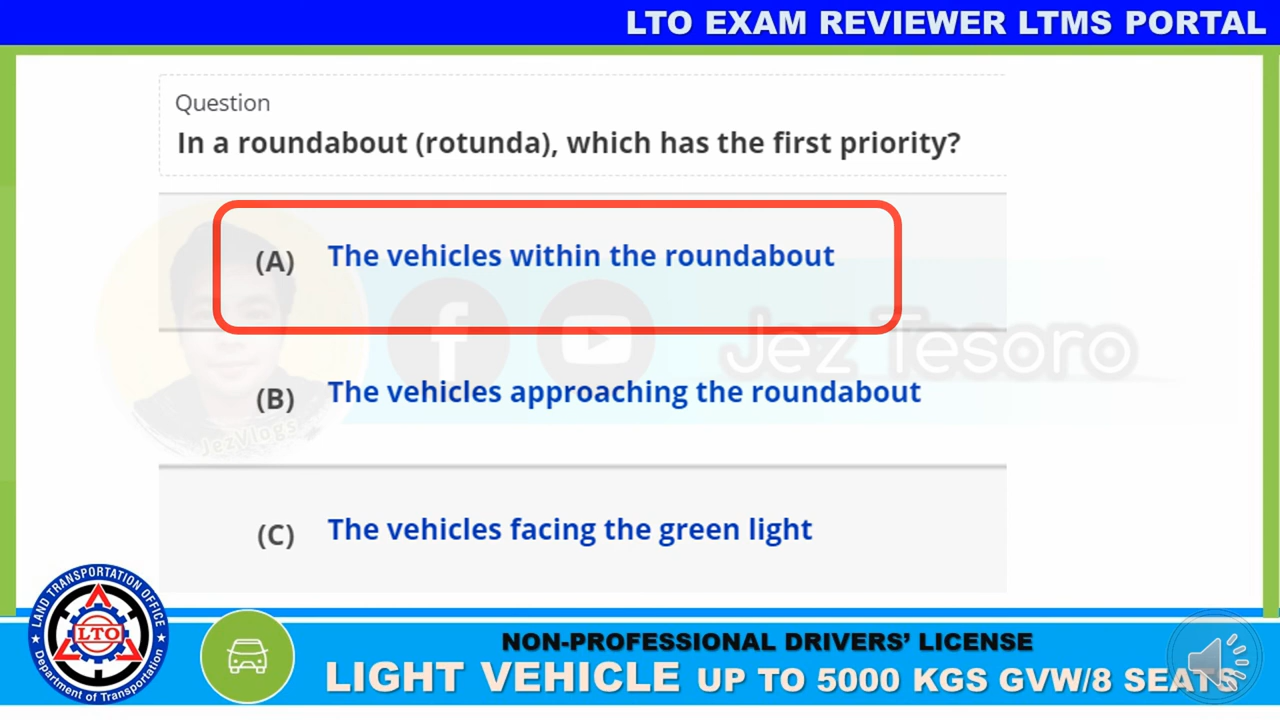 LTO EXAM REVIEWER LTMS PORTAL
Question
In a roundabout (rotunda), which has the first priority?
(A) The vehicles within the roundabout
f Jez Tesoro
(B) The vehicles approaching the roundabout
JezVlogs
(C) The vehicles facing the green light
LAND TRANSPORTATION OFFICE
LTO
Department of Transportation
NON-PROFESSIONAL DRIVERS’ LICENSE
LIGHT VEHICLE UP TO 5000 KGS GVW/8 SEATS